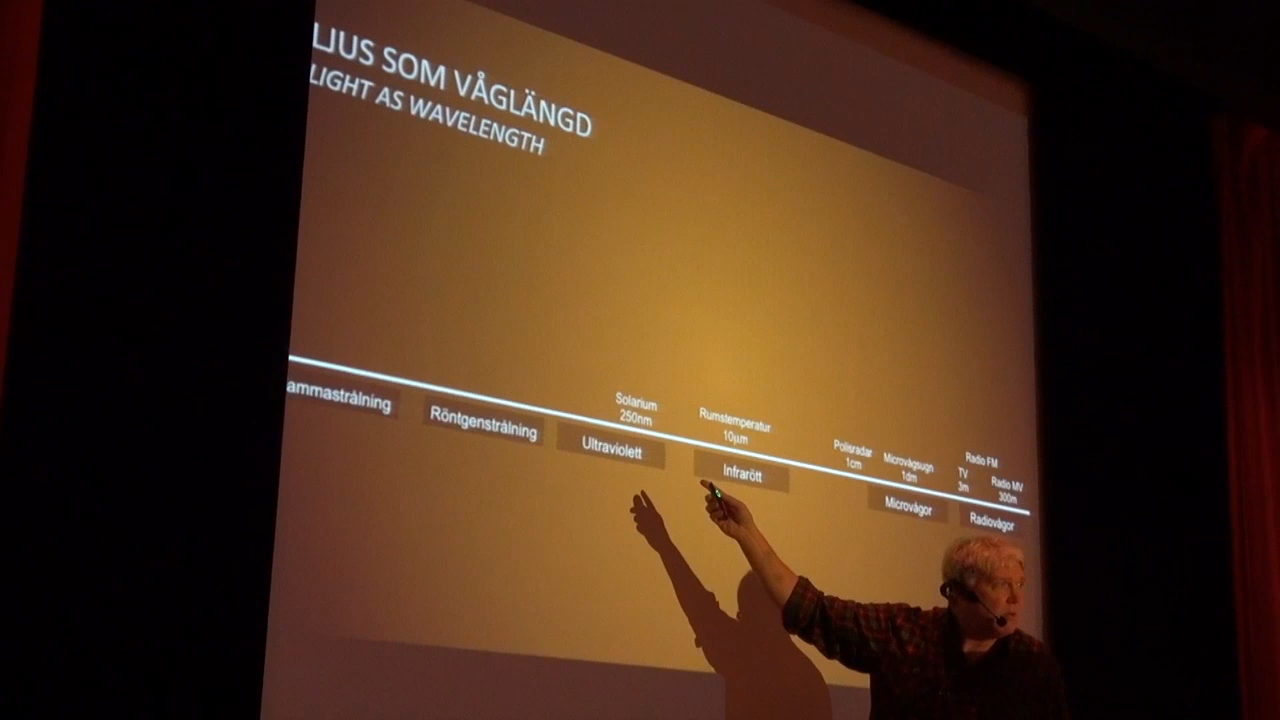 LJUS SOM VÅGLÄNGD
LIGHT AS WAVELENGTH
Solarium
250nm
Rumstemperatur
10µm
Polisradar
1cm
Microvågsugn
1dm
Radio FM
TV
3m
Radio MV
300m
ammastrålning
Röntgenstrålning
Ultraviolett
Infrarött
Microvågor
Radiovågor